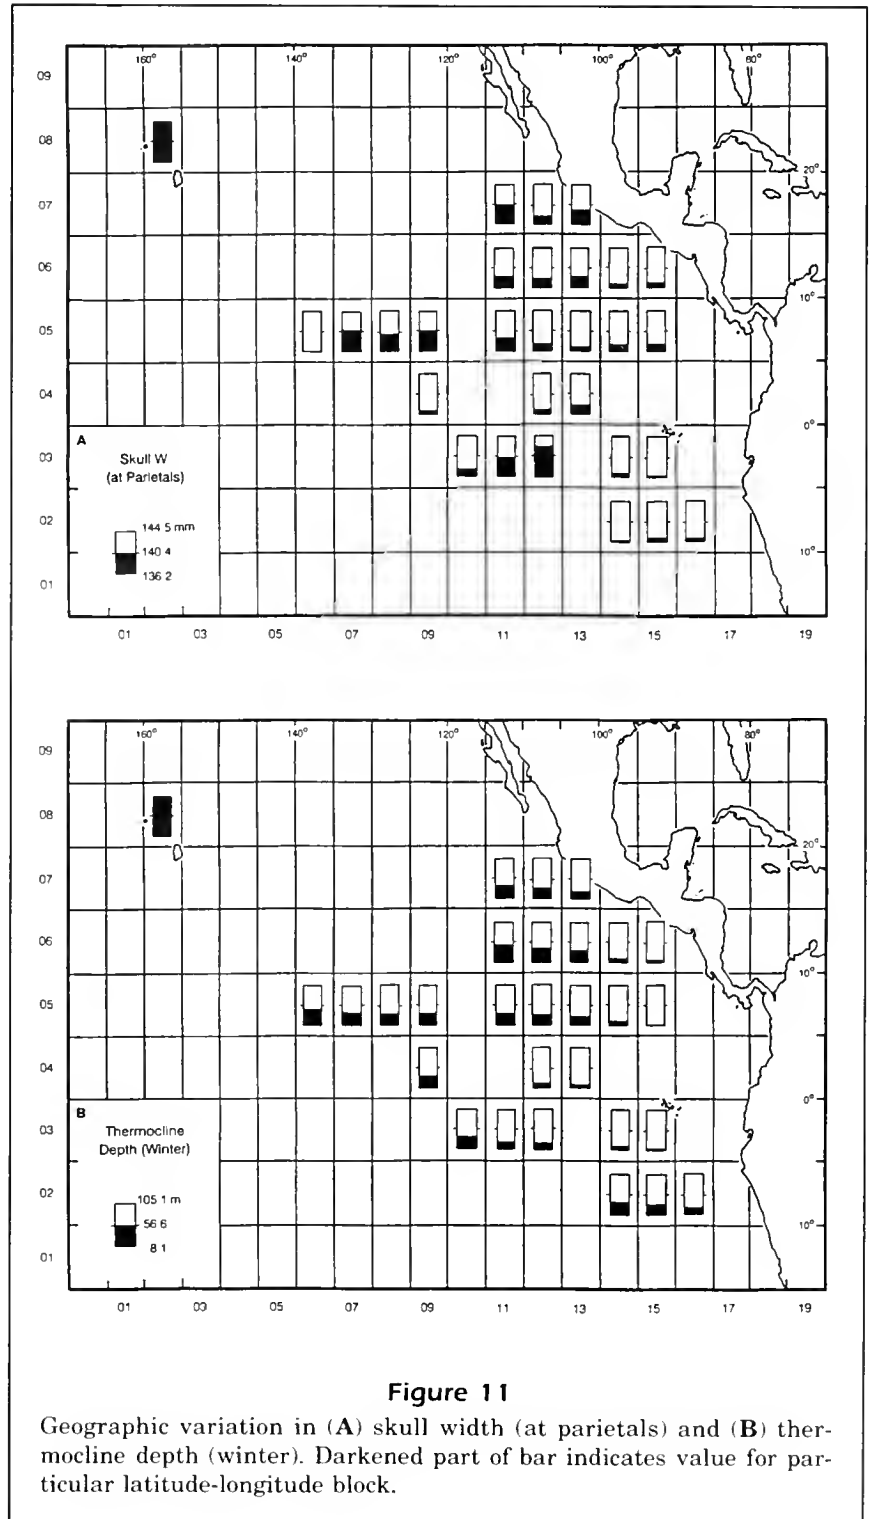 160° 140° 120° 100° 80°
09
08
20°
07
06
10°
05
04
0°
A
03
Skull W
(at Parietals)
144 5 mm
02
140 4
10°
136 2
01
01 03 05 07 09 11 13 15 17 19
160° 140° 120° 100° 80°
09
08
20°
07
06
10°
05
04
0°
B
03
Thermocline
Depth (Winter)
02
105 1 m
56 6
10°
8 1
01
01 03 05 07 09 11 13 15 17 19
Figure 11
Geographic variation in (A) skull width (at parietals) and (B) ther-
mocline depth (winter). Darkened part of bar indicates value for par-
ticular latitude-longitude block.